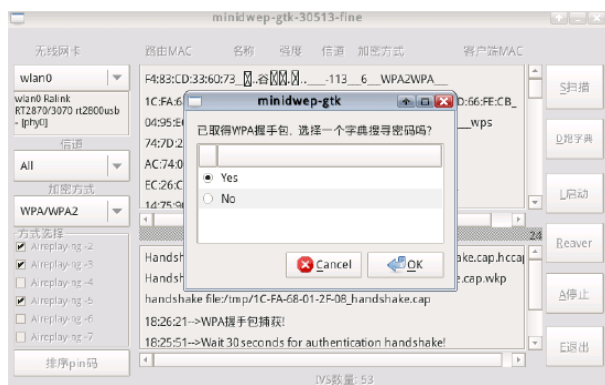 minidwep-gtk-30513-fine
无线网卡
路由MAC 名称 强度 信道 加密方式 客户端MAC
wlan0
wlan0 Ralink
RT2870/3070 rt2800usb
- [phy0]
信道
All
加密方式
WPA/WPA2
方式选择
Aireplay-ng -2
Aireplay-ng -3
Aireplay-ng -4
Aireplay-ng -5
Aireplay-ng -6
Aireplay-ng -7
排序pin码
F4:83:CD:33:60:73_ ..谷 . .._ _-113_ 6_ WPA2WPA_ _
1C:FA:6
D:66:FE:CB_
04:95:E
_ _wps
74:7D:2
AC:74:0
EC:26:C
14:75:9
minidwep-gtk
已取得WPA握手包, 选择一个字典搜寻密码吗?
Yes
No
Cancel
OK
24
Handsh
ake.cap.hccap
Handsh
e.cap.wkp
handshake file:/tmp/1C-FA-68-01-2F-08_handshake.cap
18:26:21-->WPA握手包捕获!
18:25:51-->Wait 30 seconds for authentication handshake!
IVS数量: 53
S扫描
D跑字典
L启动
Reaver
A停止
E退出